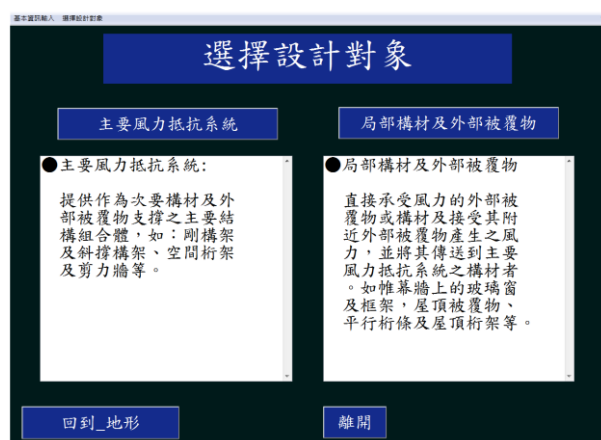 基本資訊輸入 選擇設計對象
選擇設計對象
主要風力抵抗系統
局部構材及外部被覆物
●主要風力抵抗系統:
提供作為次要構材及外
部被覆物支撐之主要結
構組合體，如：剛構架
及斜撐構架、空間桁架
及剪力牆等。
●局部構材及外部被覆物
直接承受風力的外部被
覆物或構材及接受其附
近外部被覆物產生之風
力，並將其傳送到主要
風力抵抗系統之構材者
。如帷幕牆上的玻璃窗
及框架，屋頂被覆物、
平行桁條及屋頂桁架等。
回到_地形
離開